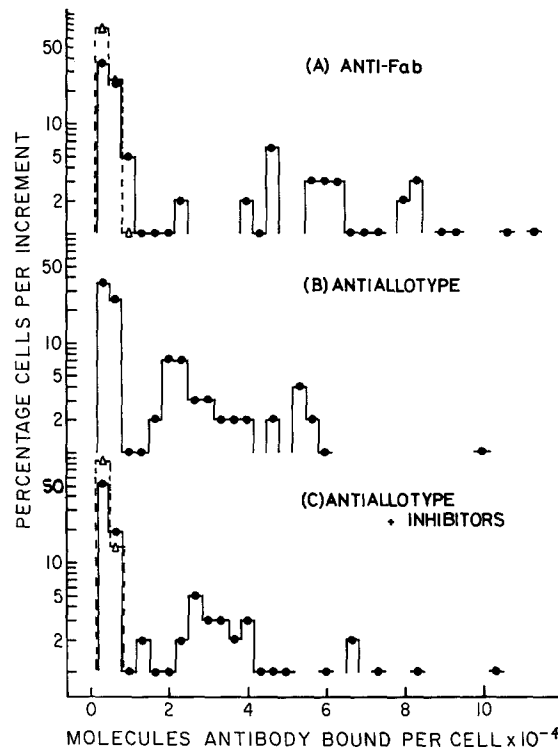 (A) ANTI-Fab
50
10
5
2
(B) ANTIALLOTYPE
50
10
5
2
(C) ANTIALLOTYPE
+ INHIBITORS
50
10
5
2
PERCENTAGE CELLS PER INCREMENT
0 2 4 6 8 10
MOLECULES ANTIBODY BOUND PER CELL x 10⁻⁴